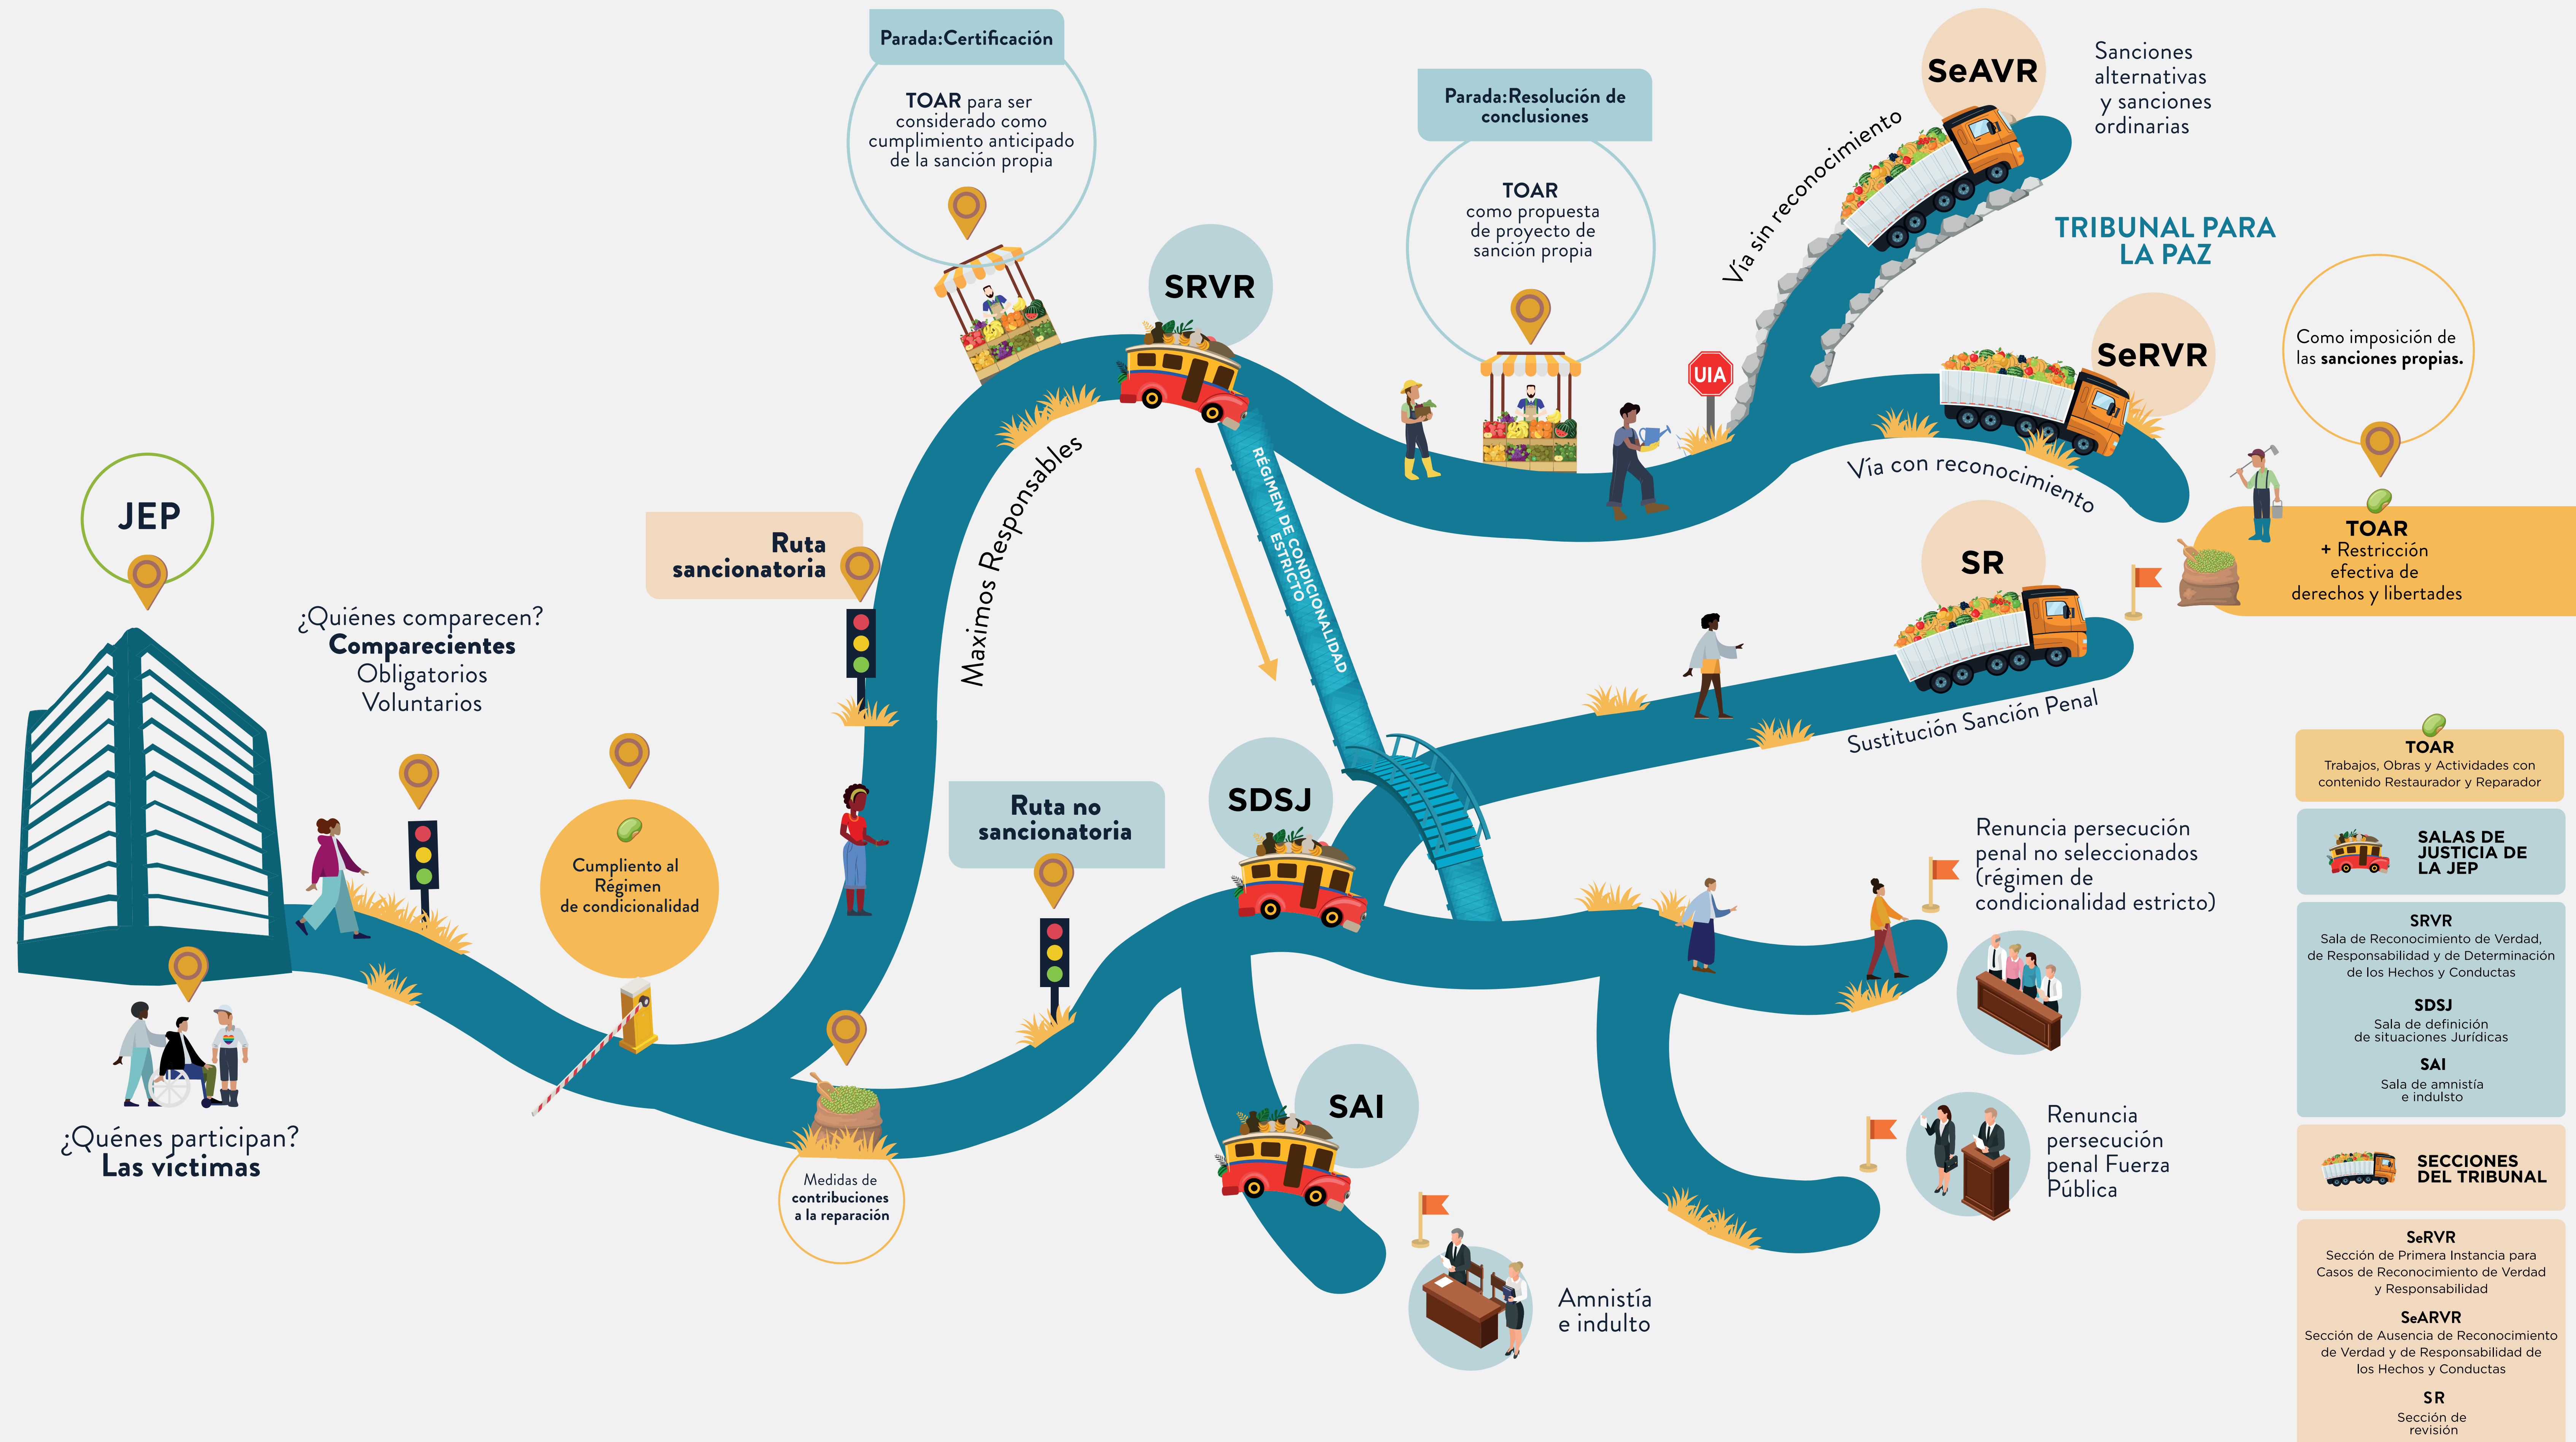 JEP
¿Quénes participan?
Las víctimas
¿Quiénes comparecen?
Comparecientes
Obligatorios
Voluntarios
Cumpliento al
Régimen
de condicionalidad
Medidas de
contribuciones
a la reparación
Ruta
sancionatoria
Maximos Responsables
Parada:Certificación
TOAR para ser
considerado como
cumplimiento anticipado
de la sanción propia
SRVR
RÉGIMEN DE CONDICIONALIDAD
ESTRICTO
Parada:Resolución de
conclusiones
TOAR
como propuesta
de proyecto de
sanción propia
UIA
Vía sin reconocimiento
SeAVR
Sanciones
alternativas
y sanciones
ordinarias
TRIBUNAL PARA
LA PAZ
SeRVR
Vía con reconocimiento
Como imposición de
las sanciones propias.
TOAR
+ Restricción
efectiva de
derechos y libertades
SR
Sustitución Sanción Penal
Ruta no
sancionatoria
SDSJ
SAI
Amnistía
e indulto
Renuncia persecución
penal no seleccionados
(régimen de
condicionalidad estricto)
Renuncia
persecución
penal Fuerza
Pública
TOAR
Trabajos, Obras y Actividades con
contenido Restaurador y Reparador
SALAS DE
JUSTICIA DE
LA JEP
SRVR
Sala de Reconocimiento de Verdad,
de Responsabilidad y de Determinación
de los Hechos y Conductas
SDSJ
Sala de definición
de situaciones Jurídicas
SAI
Sala de amnistía
e indulsto
SECCIONES
DEL TRIBUNAL
SeRVR
Sección de Primera Instancia para
Casos de Reconocimiento de Verdad
y Responsabilidad
SeARVR
Sección de Ausencia de Reconocimiento
de Verdad y de Responsabilidad de
los Hechos y Conductas
SR
Sección de
revisión